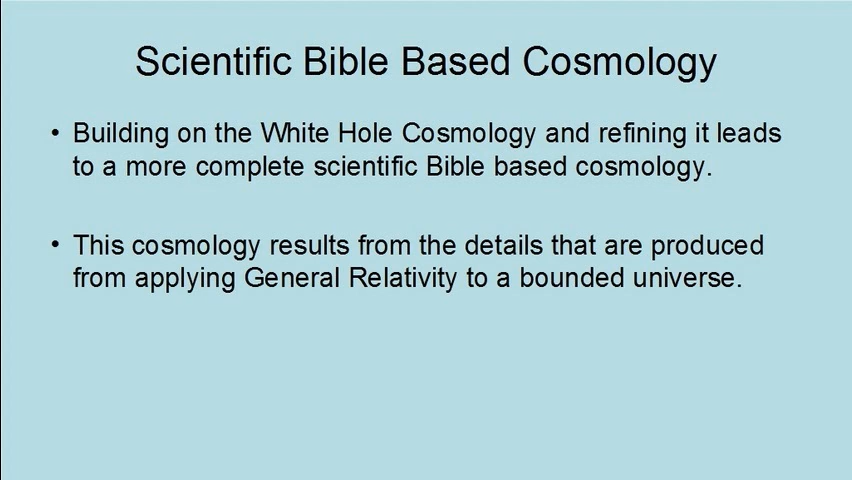 Scientific Bible Based Cosmology
• Building on the White Hole Cosmology and refining it leads
to a more complete scientific Bible based cosmology.
• This cosmology results from the details that are produced
from applying General Relativity to a bounded universe.